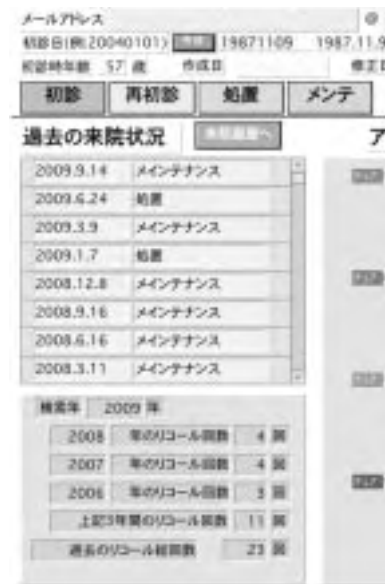 メールアドレス @
初診日(例:20040101) 19871109 1987.11.9
初診時年齢 57 歳 作成日 修正日
初診 再初診 処置 メンテ
過去の来院状況 ア
2009.9.14 メインテナンス
2009.6.24 処置
2009.3.9 メインテナンス
2009.1.7 処置
2008.12.8 メインテナンス
2008.9.16 メインテナンス
2008.6.16 メインテナンス
2008.3.11 メインテナンス
検索年 2009 年
2008 年のリコール回数 4 回
2007 年のリコール回数 4 回
2006 年のリコール回数 3 回
上記3年間のリコール回数 11 回
過去のリコール総回数 23 回